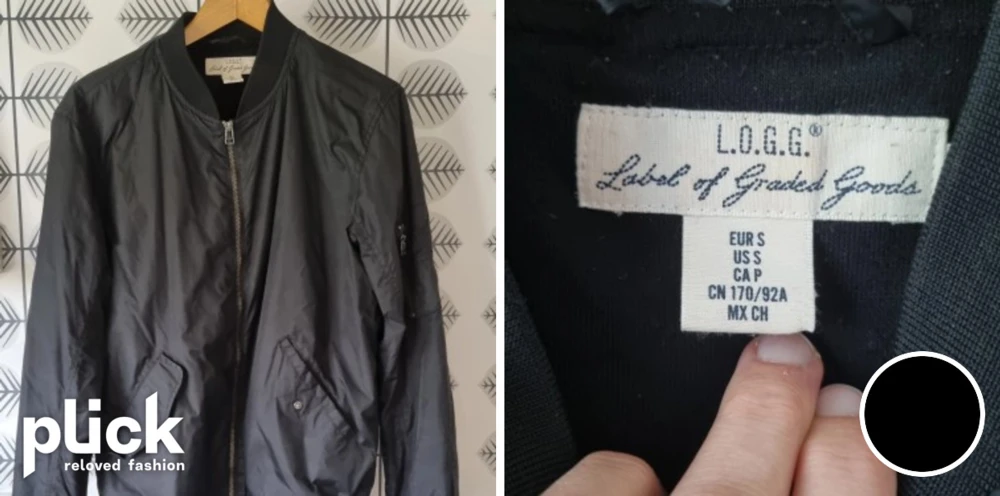 plick
reloved fashion
L.O.G.G.®
Label of Graded Goods
EUR S
US S
CA P
CN 170/92A
MX CH